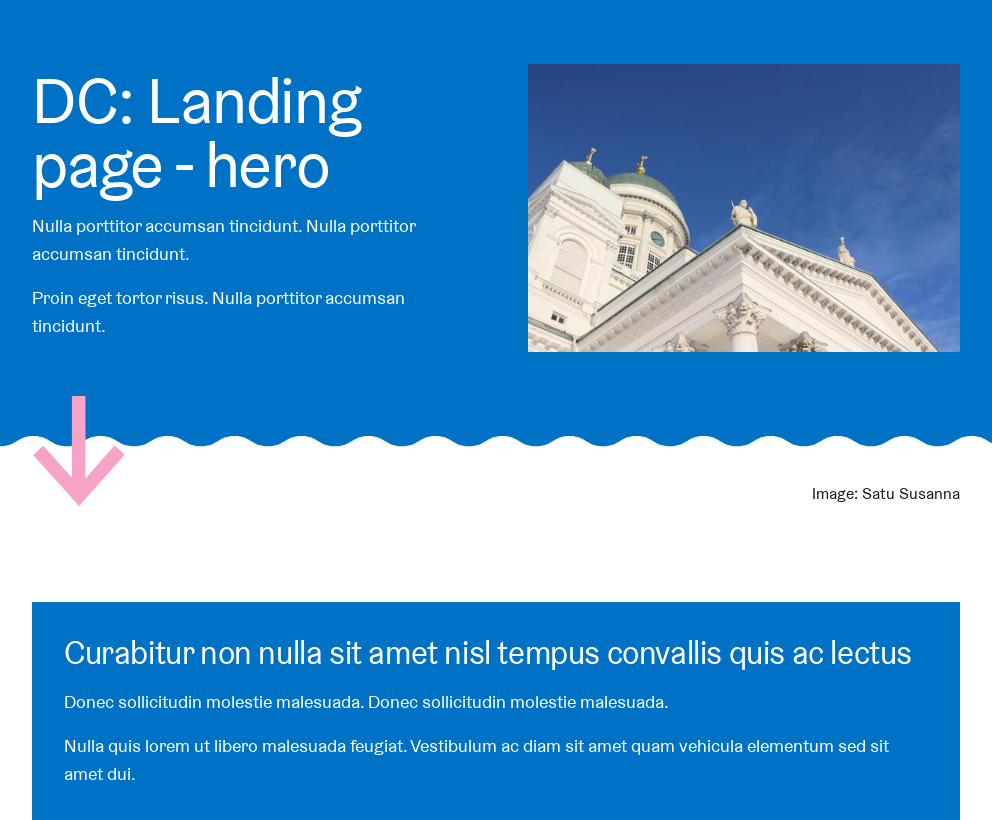 DC: Landing
page - hero
Nulla porttitor accumsan tincidunt. Nulla porttitor
accumsan tincidunt.
Proin eget tortor risus. Nulla porttitor accumsan
tincidunt.
Image: Satu Susanna
Curabitur non nulla sit amet nisl tempus convallis quis ac lectus
Donec sollicitudin molestie malesuada. Donec sollicitudin molestie malesuada.
Nulla quis lorem ut libero malesuada feugiat. Vestibulum ac diam sit amet quam vehicula elementum sed sit
amet dui.